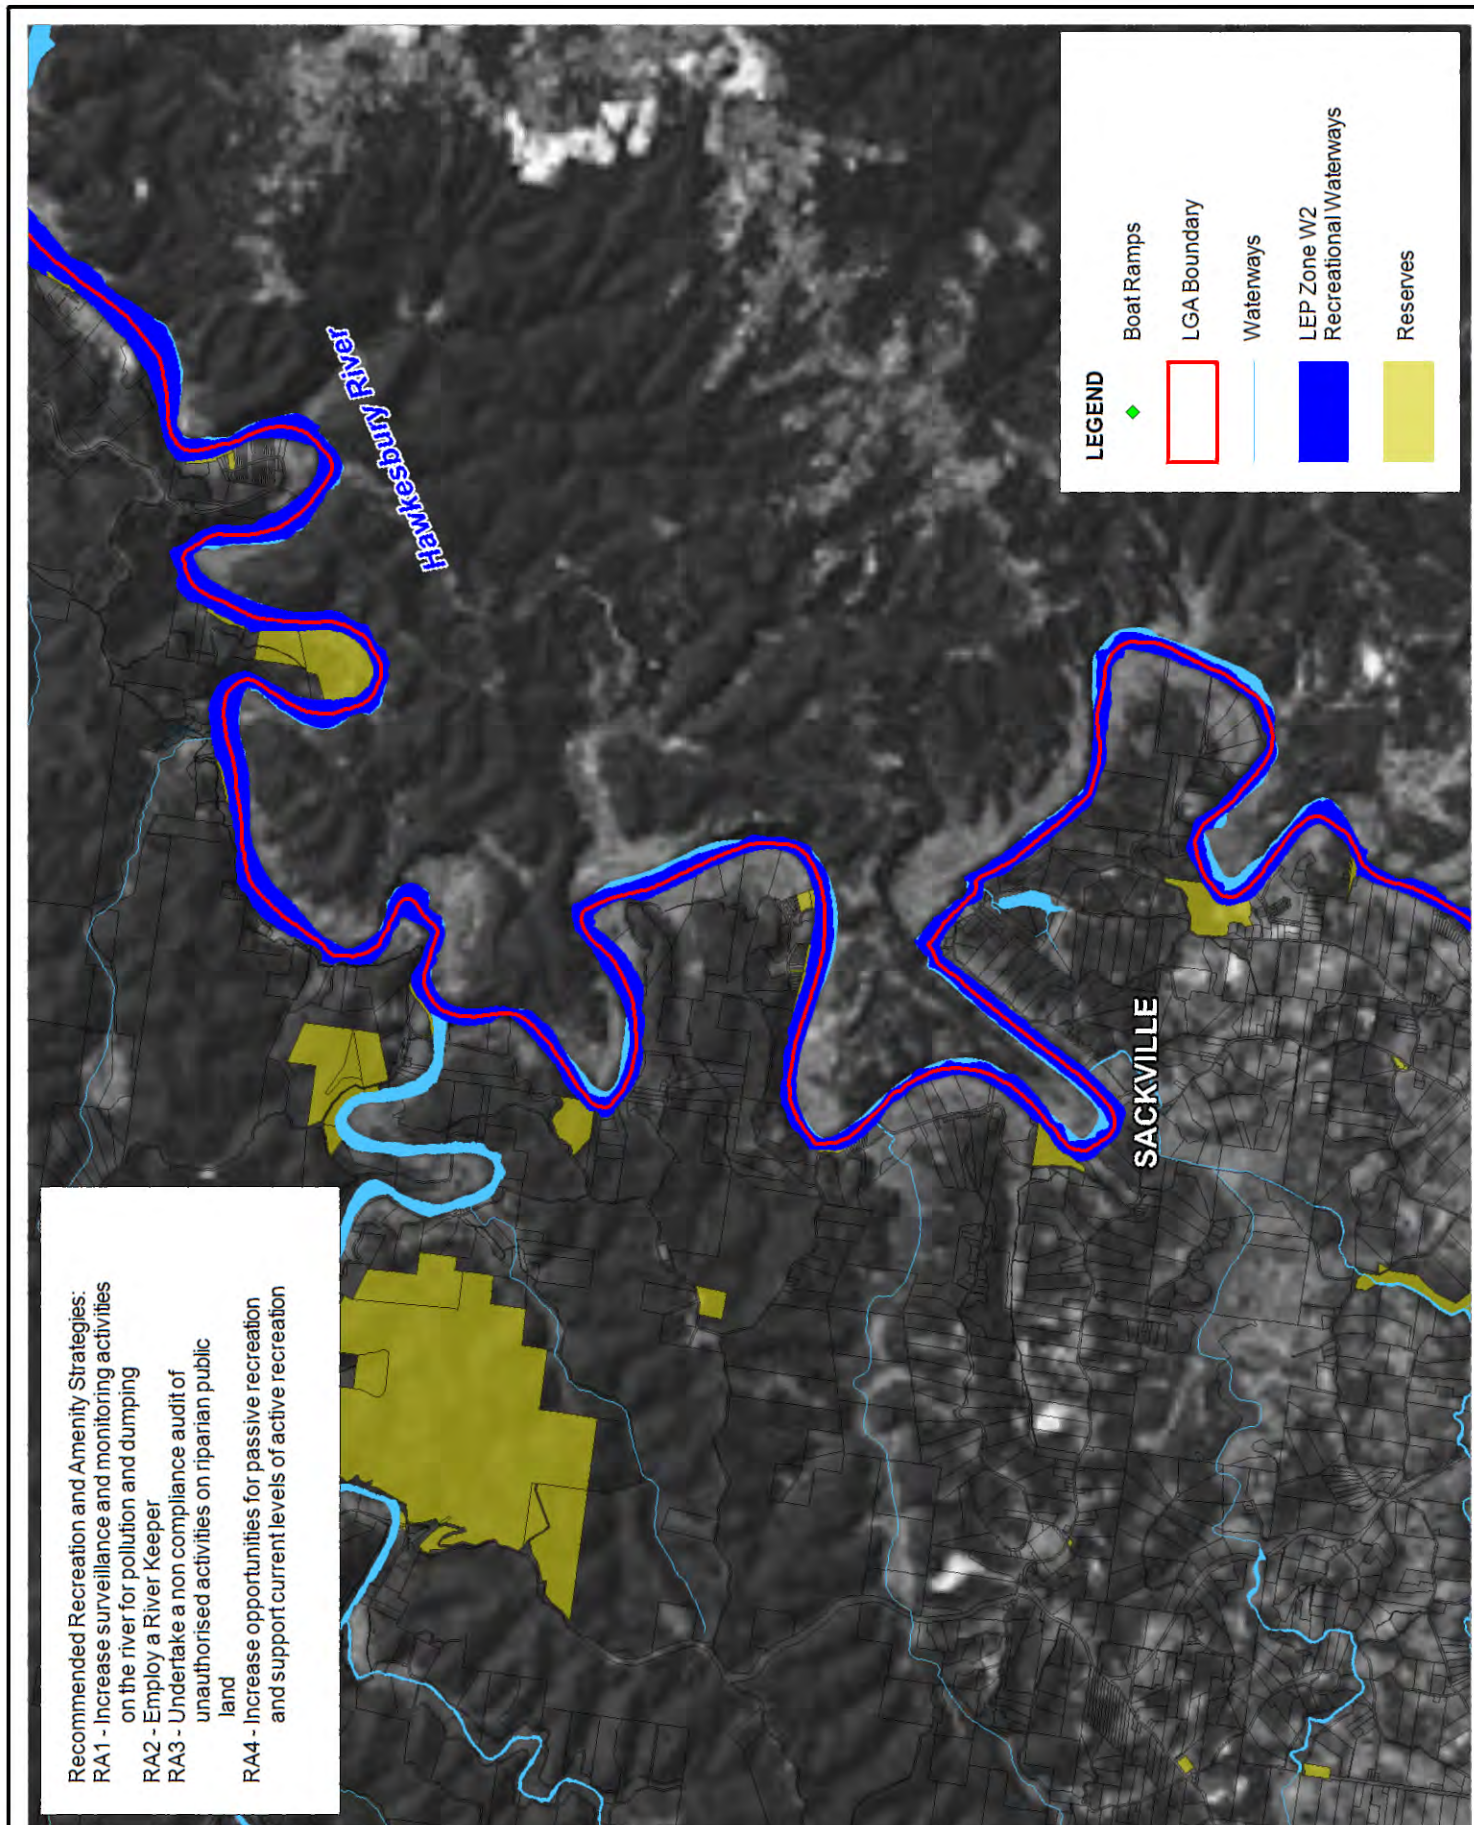 Recommended Recreation and Amenity Strategies:
RA1 - Increase surveillance and monitoring activities
on the river for pollution and dumping
RA2 - Employ a River Keeper
RA3 - Undertake a non compliance audit of
unauthorised activities on riparian public
land
RA4 - Increase opportunities for passive recreation
and support current levels of active recreation
Hawkesbury River
SACKVILLE
LEGEND
Boat Ramps
LGA Boundary
Waterways
LEP Zone W2
Recreational Waterways
Reserves